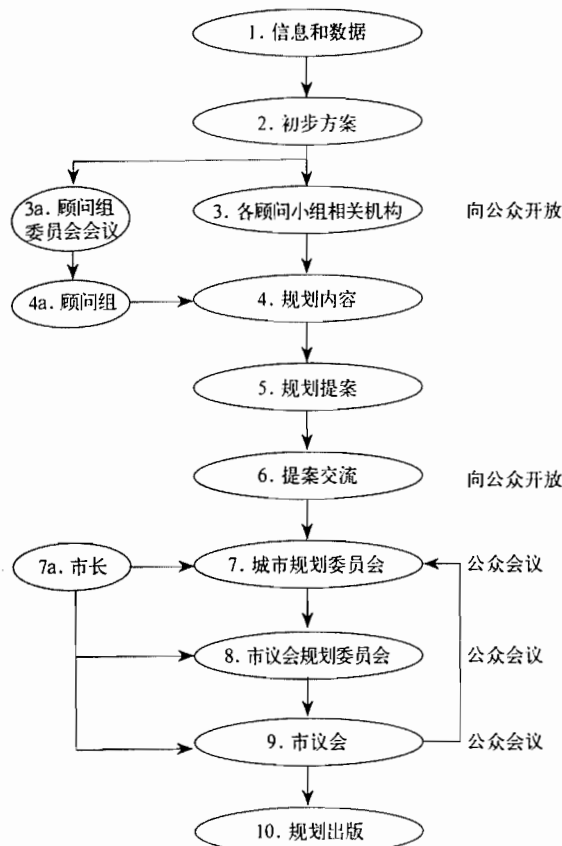 1. 信息和数据
2. 初步方案
3a. 顾问组
委员会会议
3. 各顾问小组相关机构
向公众开放
4a. 顾问组
4. 规划内容
5. 规划提案
6. 提案交流
向公众开放
7a. 市长
7. 城市规划委员会
公众会议
8. 市议会规划委员会
公众会议
9. 市议会
公众会议
10. 规划出版